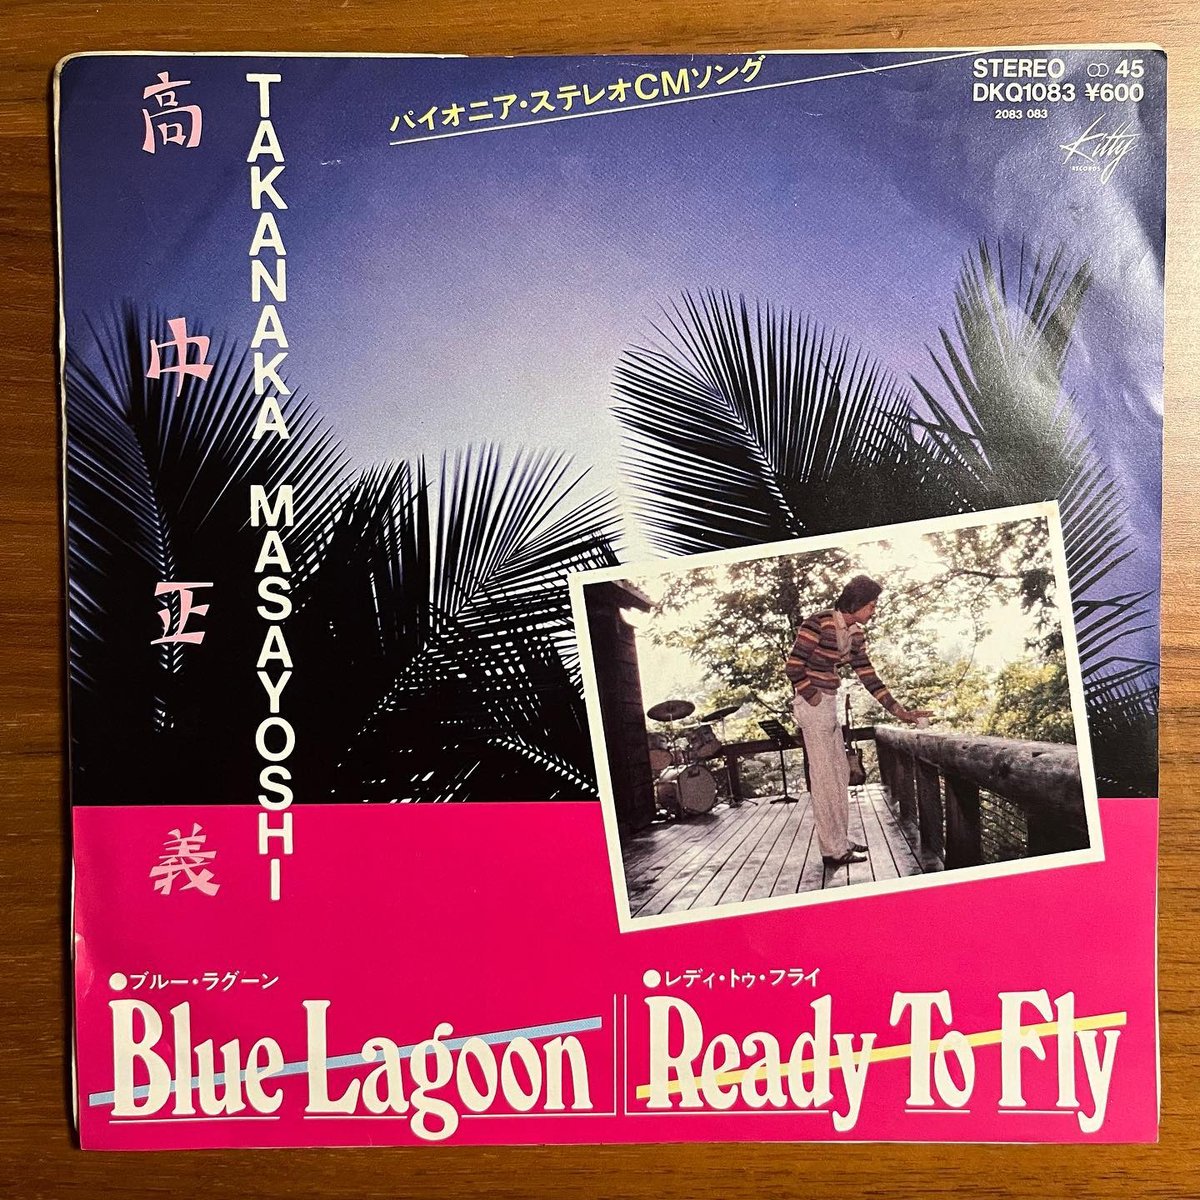 高中正義
TAKANAKA MASAYOSHI
パイオニア・ステレオCMソング
STEREO ○○ 45
DKQ1083 ¥600
2083 083
Kitty
RECORDS
●ブルー・ラグーン
Blue Lagoon
●レディ・トゥ・フライ
Ready To Fly